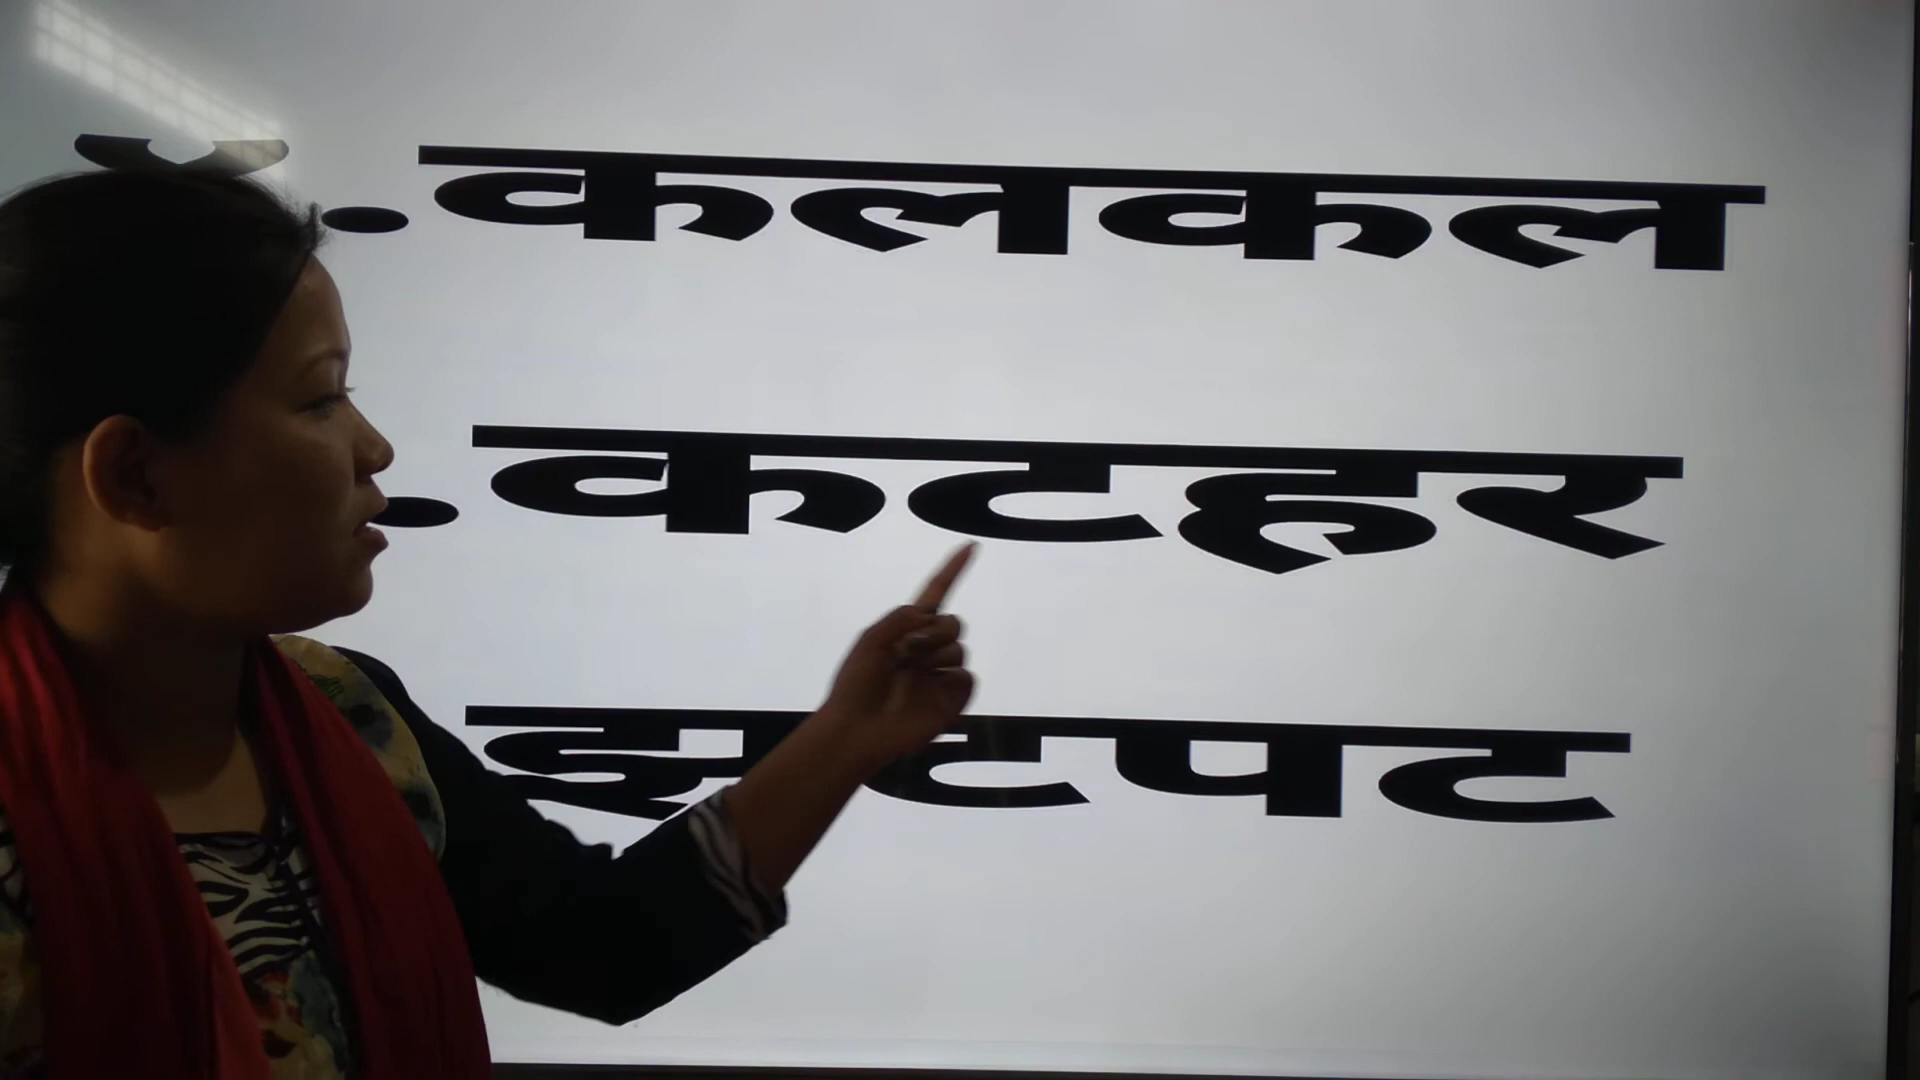 . कलकल
. कटहर
झटपट